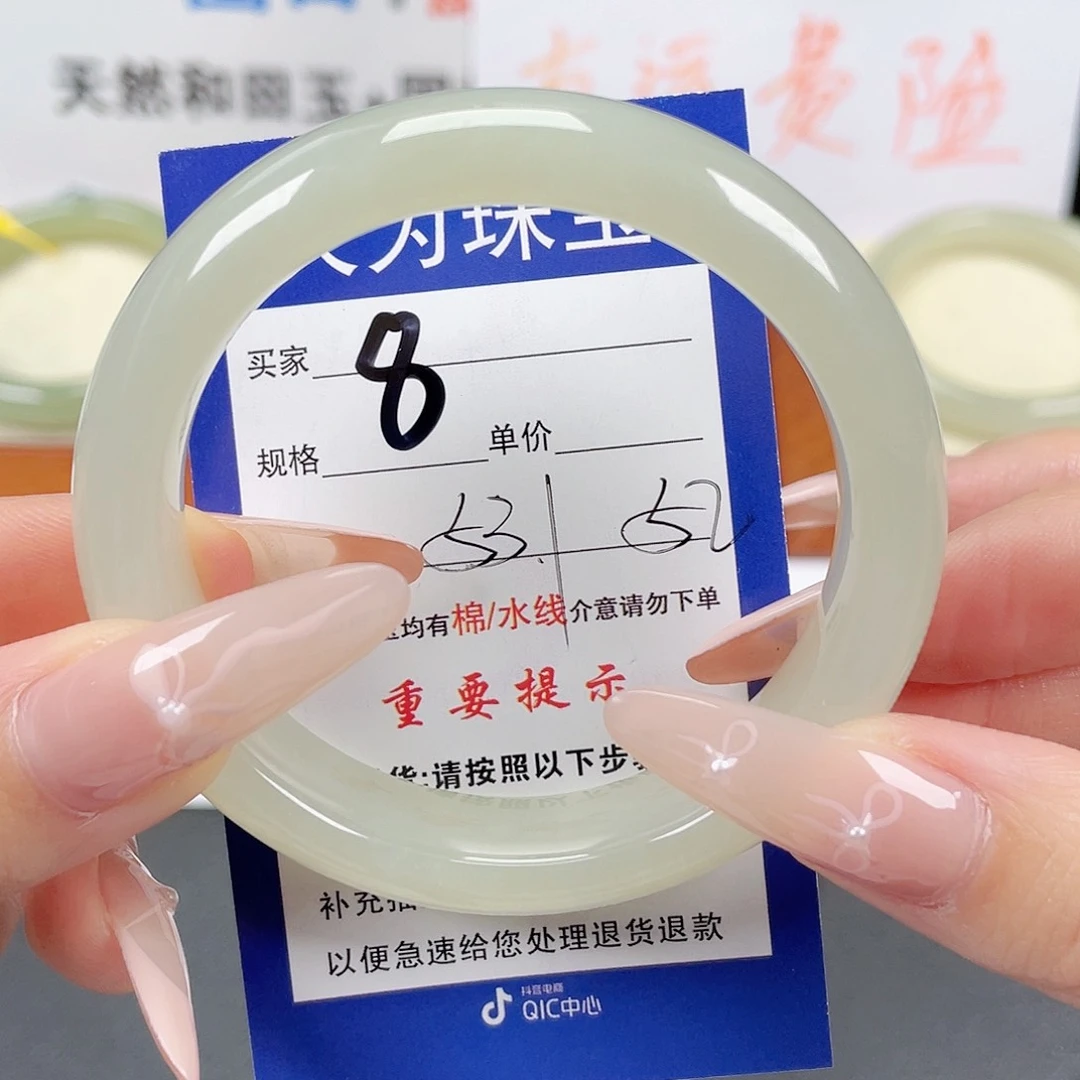 天然和田玉
为珠宝
买家 8
规格 单价
53 52
均有棉/水线介意请勿下单
重要提示
货:请按照以下步
补充
以便急速给您处理退货退款
抖音电商
QIC中心